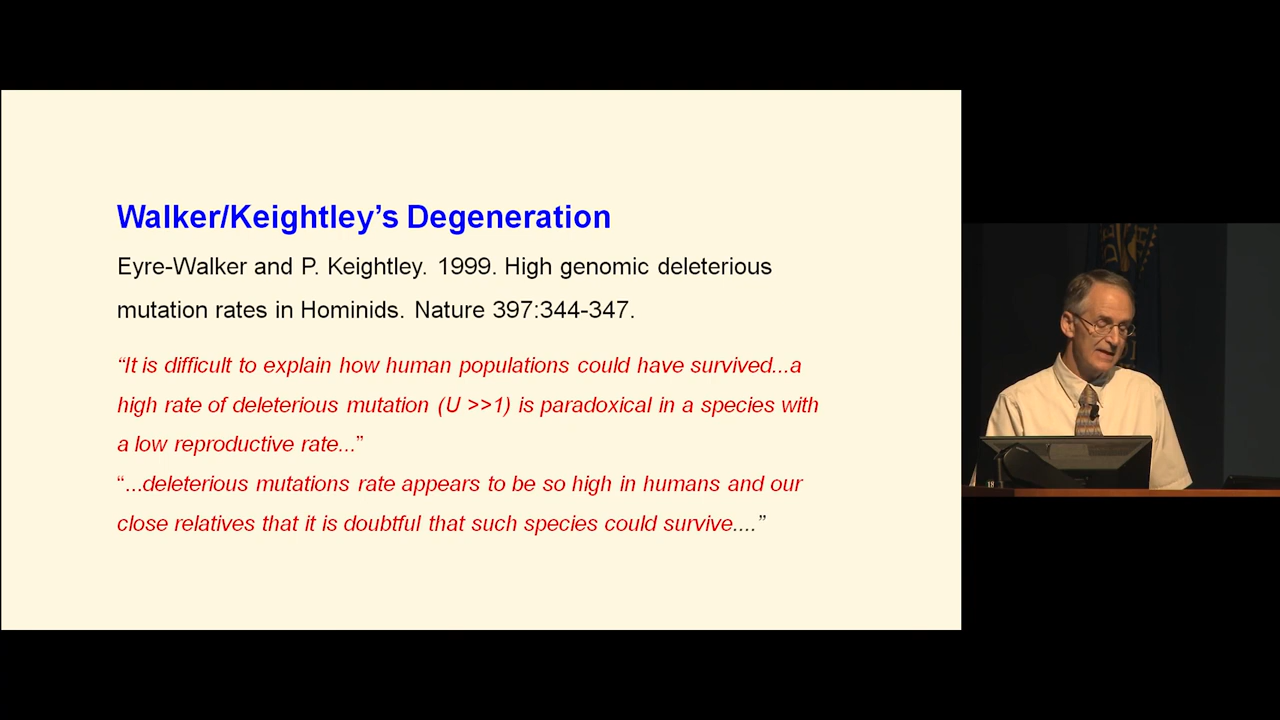 Walker/Keightley’s Degeneration
Eyre-Walker and P. Keightley. 1999. High genomic deleterious
mutation rates in Hominids. Nature 397:344-347.
“It is difficult to explain how human populations could have survived...a
high rate of deleterious mutation (U >>1) is paradoxical in a species with
a low reproductive rate...”
“...deleterious mutations rate appears to be so high in humans and our
close relatives that it is doubtful that such species could survive....”